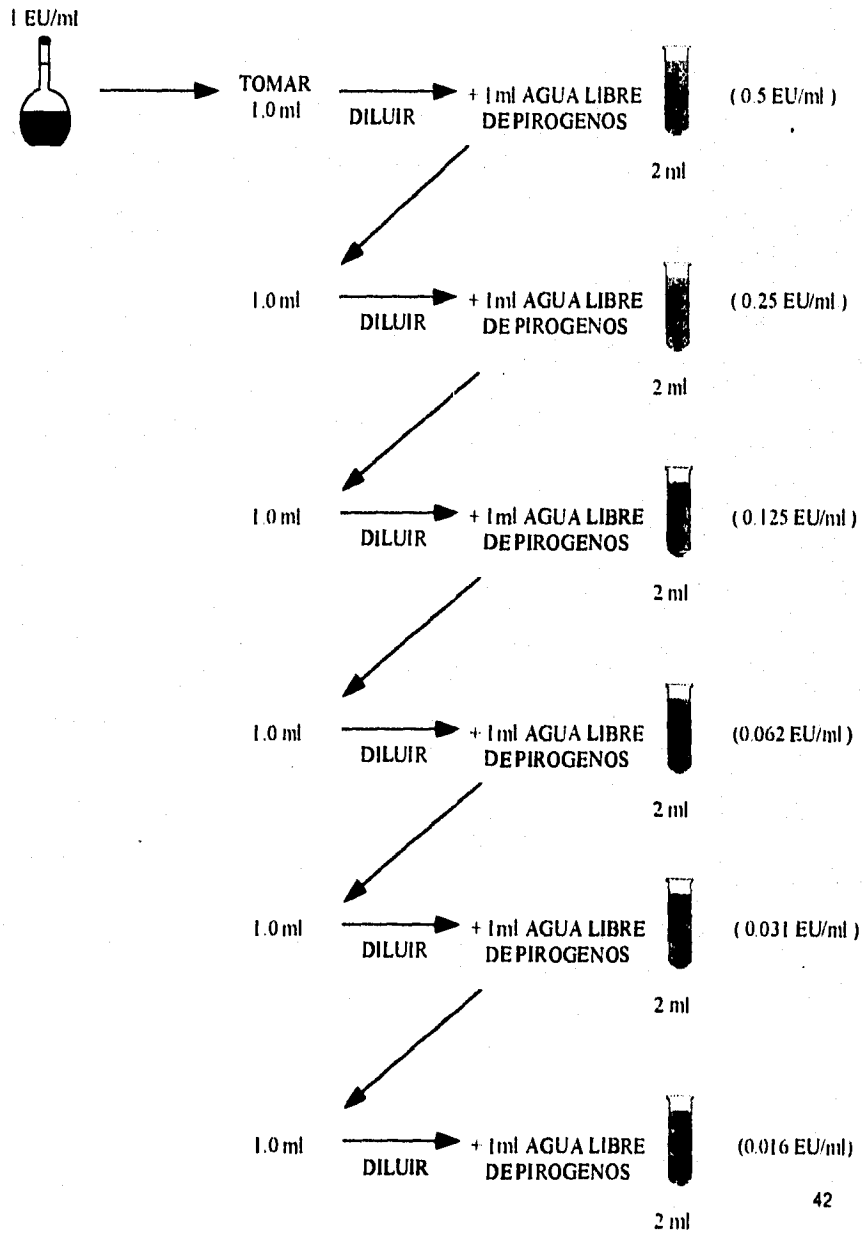 1 EU/ml
TOMAR
1.0 ml
DILUIR
+ 1ml AGUA LIBRE
DE PIROGENOS
( 0.5 EU/ml )
2 ml
1.0 ml
DILUIR
+ 1ml AGUA LIBRE
DE PIROGENOS
( 0.25 EU/ml )
2 ml
1.0 ml
DILUIR
+ 1ml AGUA LIBRE
DE PIROGENOS
( 0.125 EU/ml )
2 ml
1.0 ml
DILUIR
+ 1ml AGUA LIBRE
DE PIROGENOS
(0.062 EU/ml )
2 ml
1.0 ml
DILUIR
+ 1ml AGUA LIBRE
DE PIROGENOS
( 0.031 EU/ml )
2 ml
1.0 ml
DILUIR
+ 1ml AGUA LIBRE
DE PIROGENOS
(0.016 EU/ml)
2 ml
42